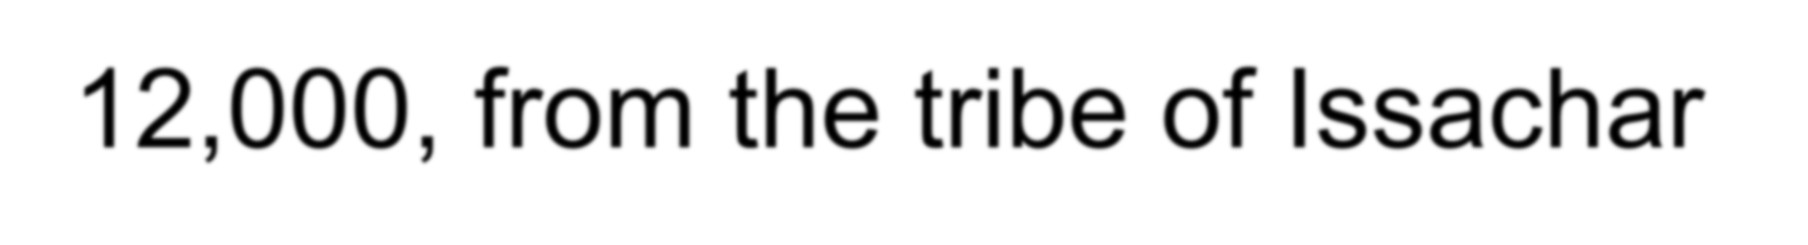 12,000, from the tribe of Issachar